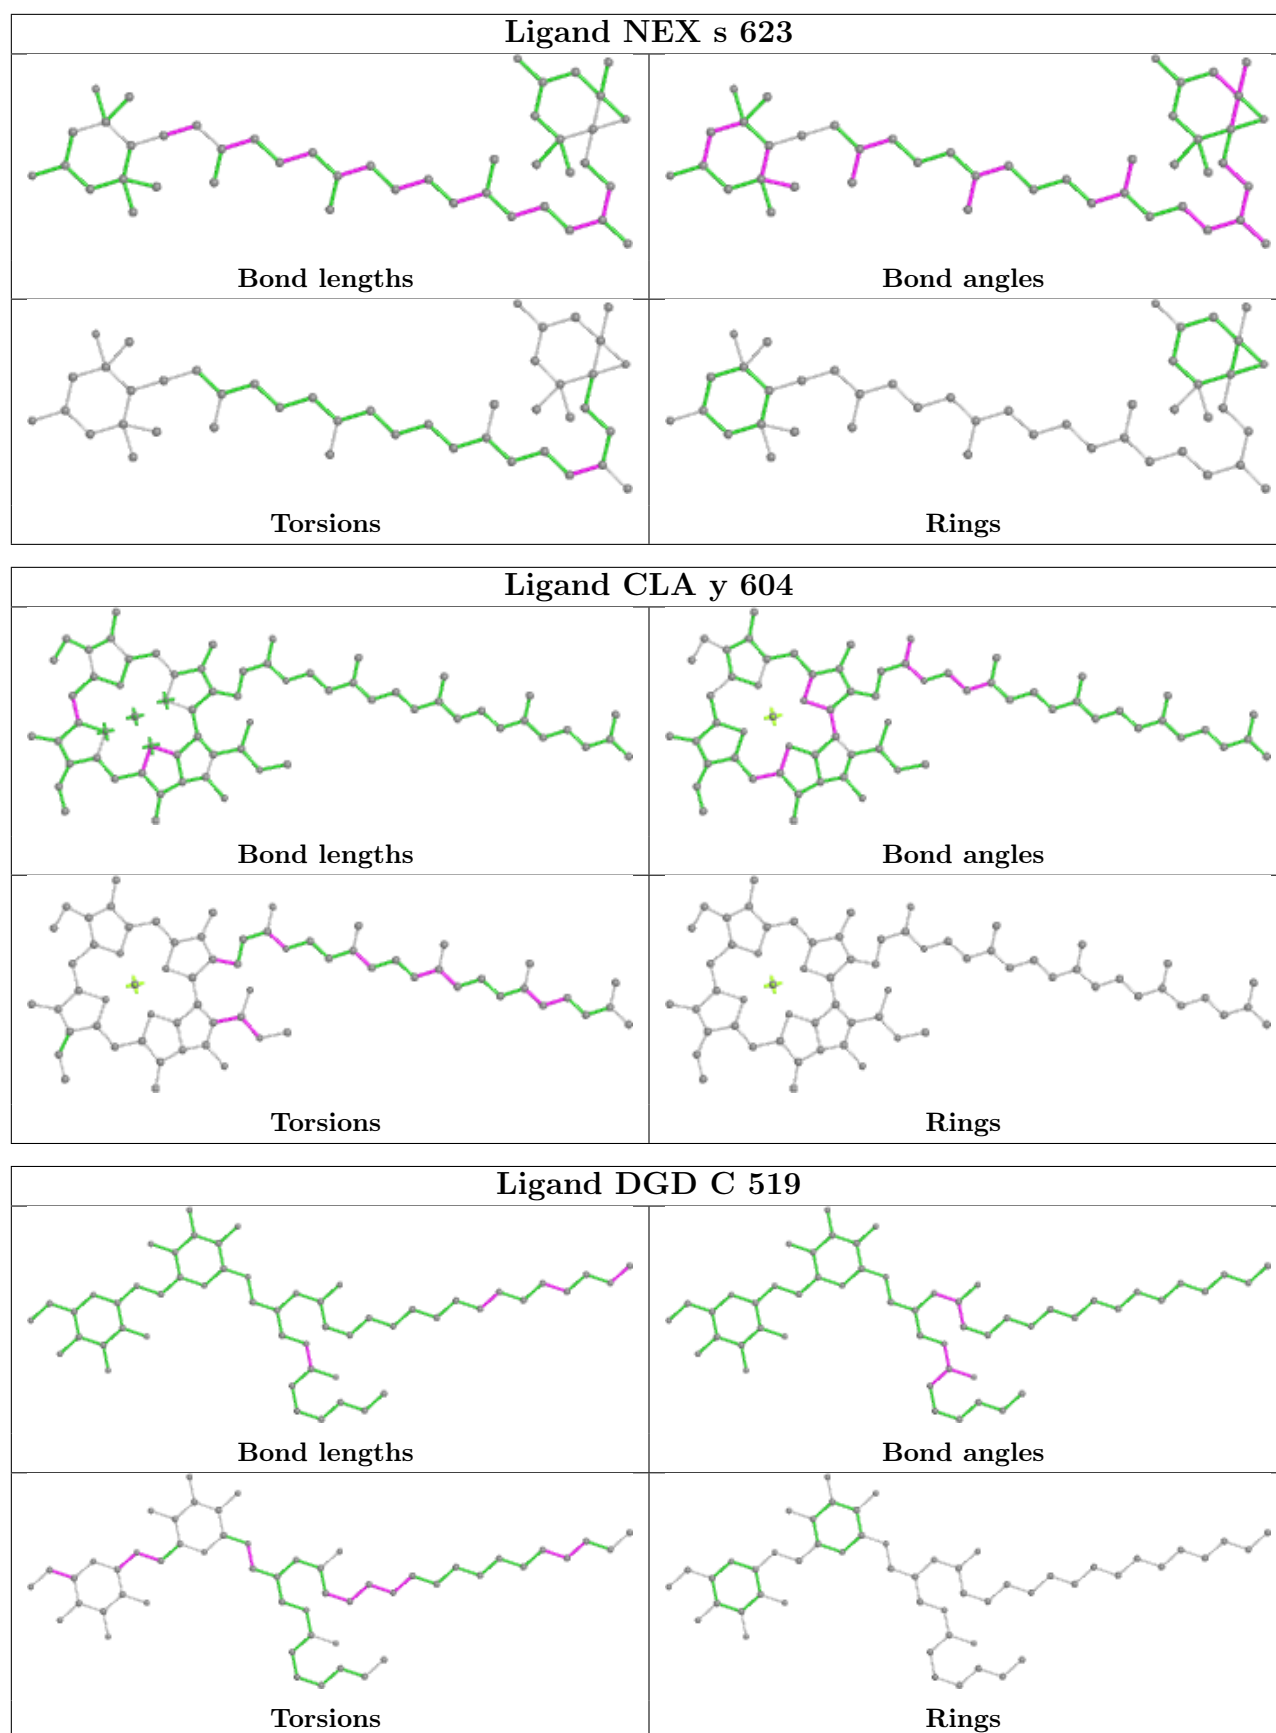 Ligand NEX s 623
Bond lengths
Bond angles
Torsions
Rings
Ligand CLA y 604
Bond lengths
Bond angles
Torsions
Rings
Ligand DGD C 519
Bond lengths
Bond angles
Torsions
Rings